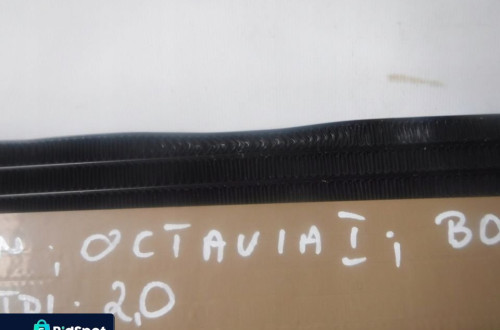 ; OCTAVIA I; BO
TDI: 2,0
BidSpot